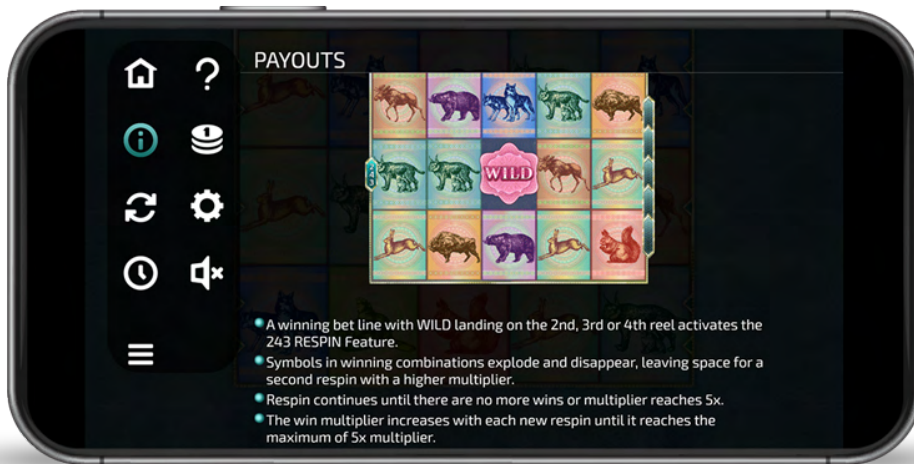 PAYOUTS
1
243
WILD
A winning bet line with WILD landing on the 2nd, 3rd or 4th reel activates the
243 RESPIN Feature.
Symbols in winning combinations explode and disappear, leaving space for a
second respin with a higher multiplier.
Respin continues until there are no more wins or multiplier reaches 5x.
The win multiplier increases with each new respin until it reaches the
maximum of 5x multiplier.